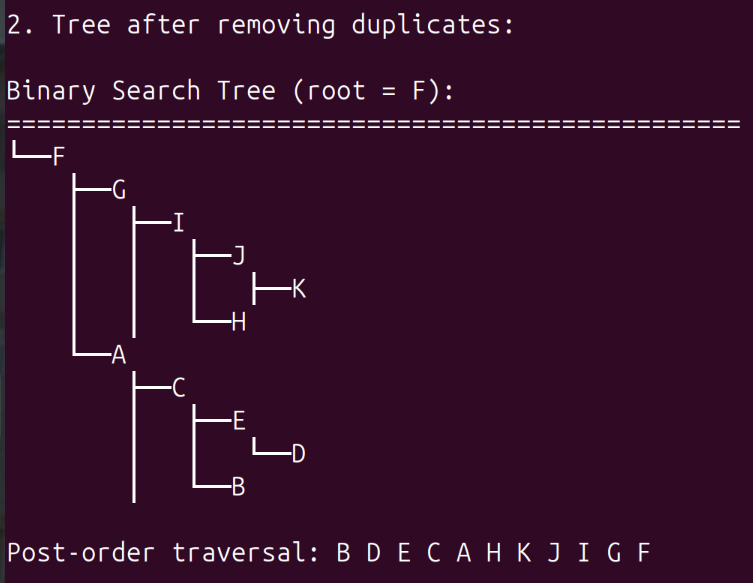 2. Tree after removing duplicates:
Binary Search Tree (root = F):
=================================================
└──F
    ├──G
    │   ├──I
    │   │   ├──J
    │   │   │   ├──K
    │   │   └──H
    └──A
        ├──C
        │   ├──E
        │   │   └──D
        │   └──B
Post-order traversal: B D E C A H K J I G F